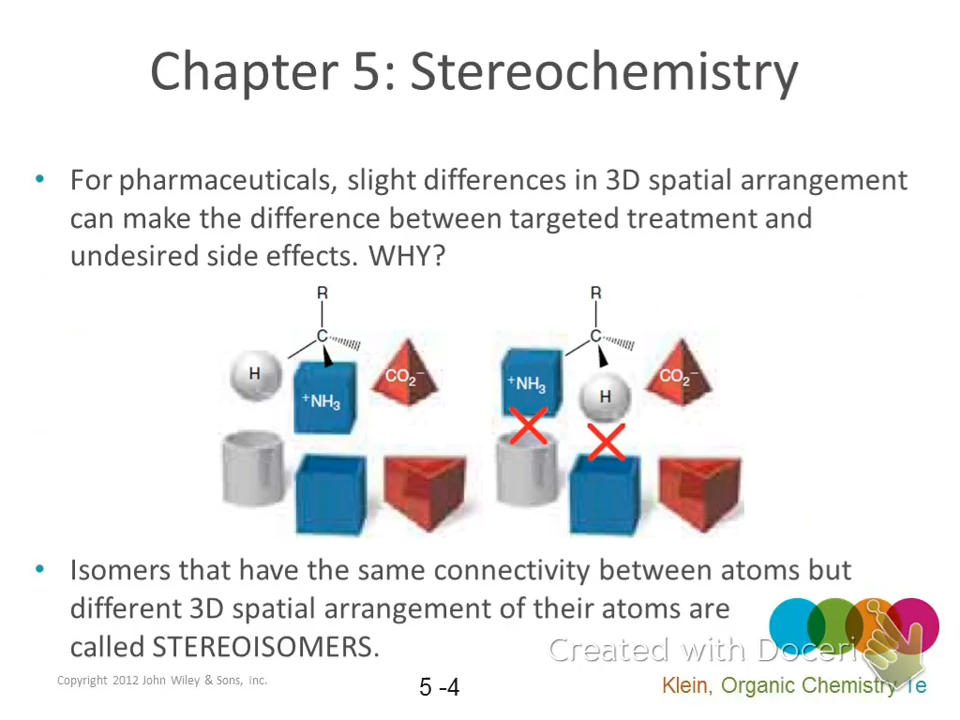 Chapter 5: Stereochemistry
• For pharmaceuticals, slight differences in 3D spatial arrangement
can make the difference between targeted treatment and
undesired side effects. WHY?
R R
C C
H +NH3 CO2− +NH3 H CO2−
• Isomers that have the same connectivity between atoms but
different 3D spatial arrangement of their atoms are
called STEREOISOMERS.
Created with Doceri
Copyright 2012 John Wiley & Sons, Inc.
5 -4
Klein, Organic Chemistry 1e